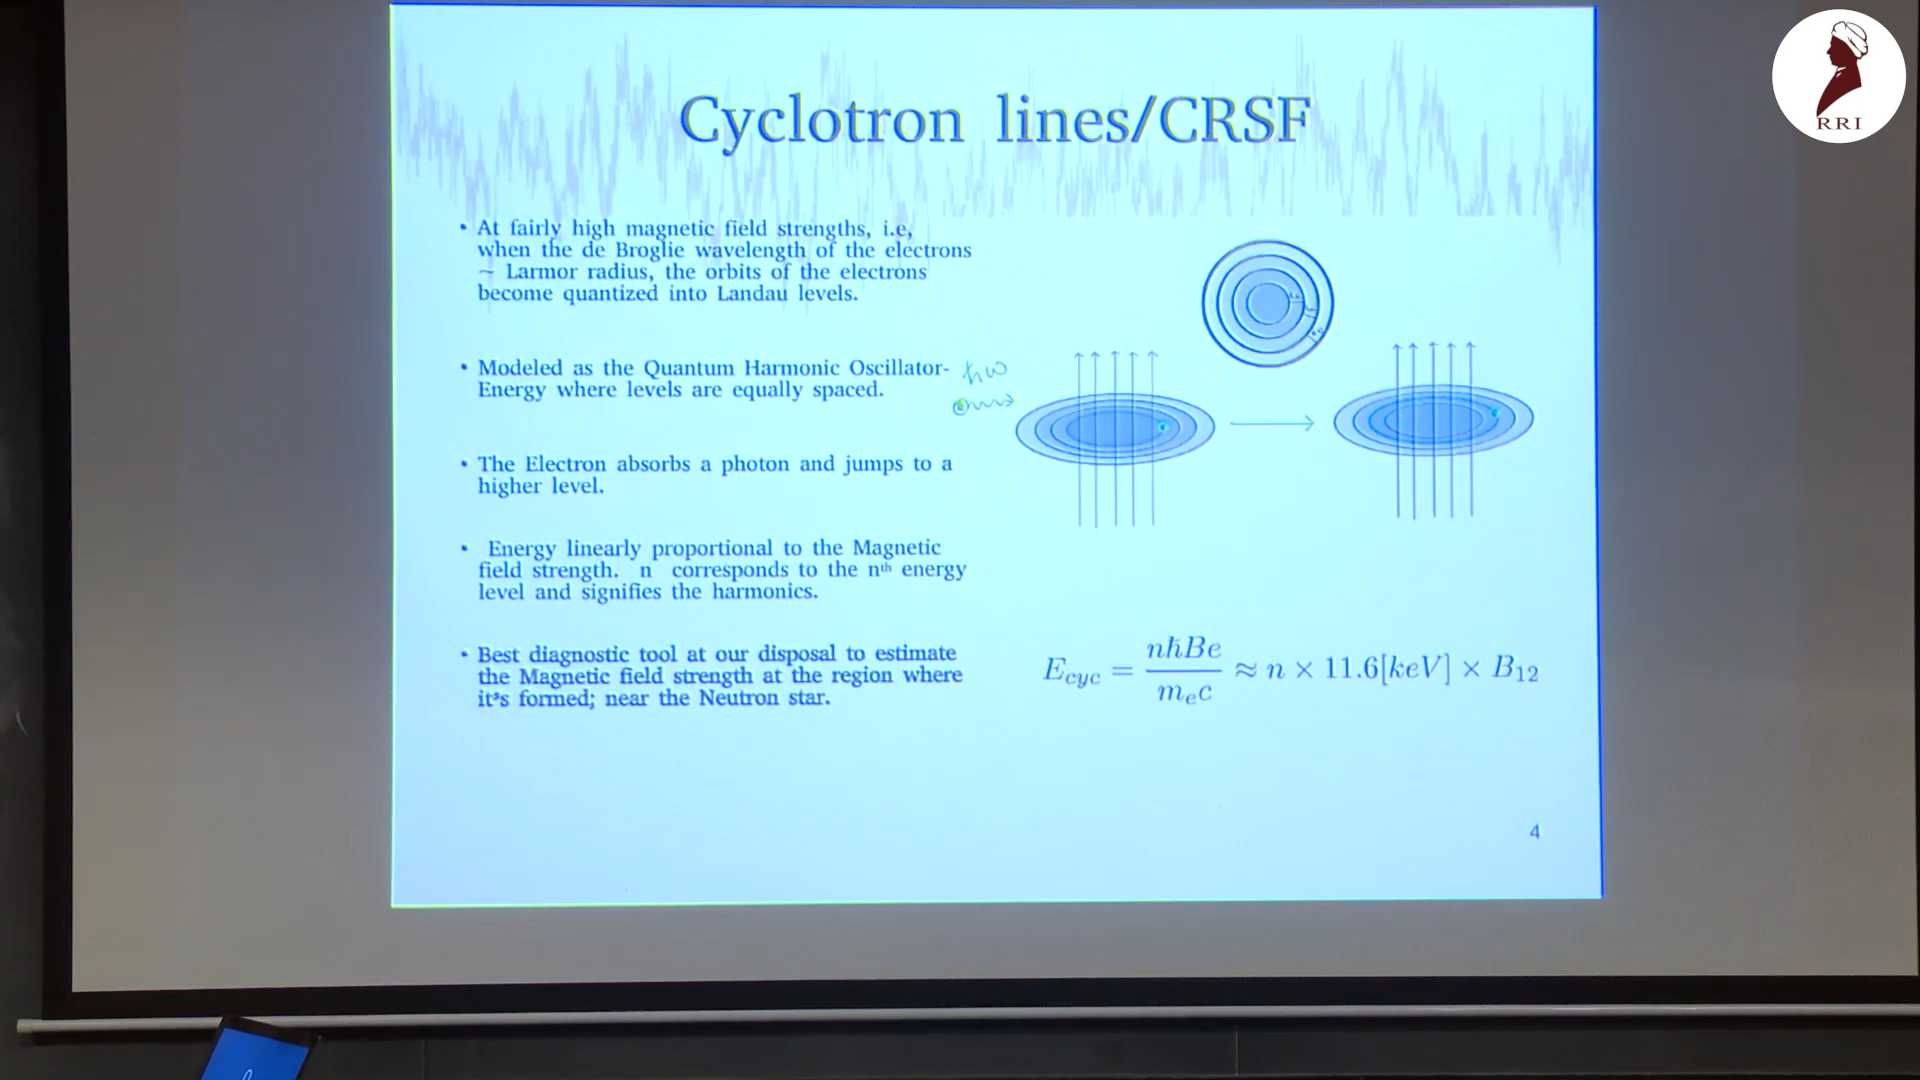 Cyclotron lines/CRSF
RRI
• At fairly high magnetic field strengths, i.e,
when the de Broglie wavelength of the electrons
~ Larmor radius, the orbits of the electrons
become quantized into Landau levels.
• Modeled as the Quantum Harmonic Oscillator-
Energy where levels are equally spaced.
ħω
• The Electron absorbs a photon and jumps to a
higher level.
• Energy linearly proportional to the Magnetic
field strength. n corresponds to the nᵗʰ energy
level and signifies the harmonics.
• Best diagnostic tool at our disposal to estimate
the Magnetic field strength at the region where
it's formed; near the Neutron star.
E_cyc = nħBe / m_e c ≈ n × 11.6[keV] × B₁₂
4